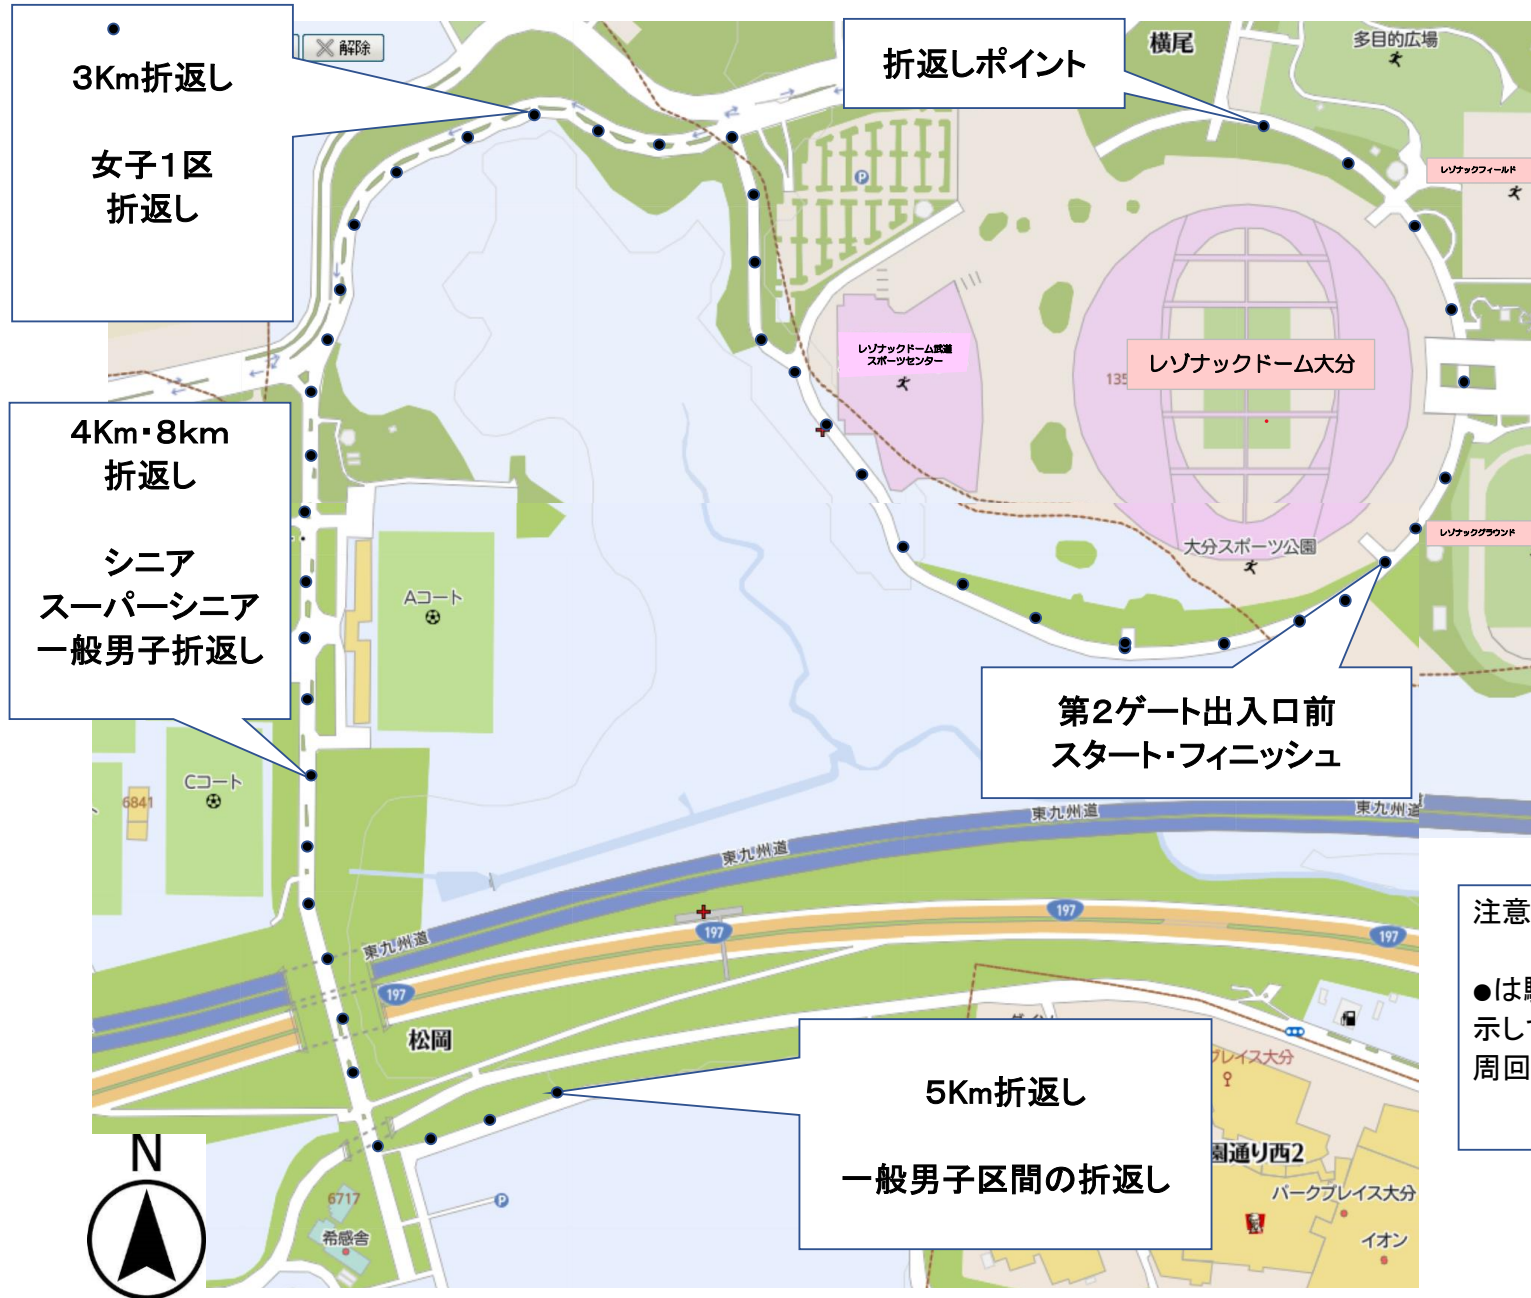 3Km折返し
女子1区
折返し
解除
折返しポイント
横尾
多目的広場
レゾナックフィールド
レゾナックドーム武道
スポーツセンター
レゾナックドーム大分
135
4Km・8km
折返し
シニア
スーパーシニア
一般男子折返し
Aコート
大分スポーツ公園
レゾナックグラウンド
第2ゲート出入口前
スタート・フィニッシュ
Cコート
6841
東九州道
東九州道
東九州道
東九州道
197
197
197
197
松岡
注意
●は
示し
周回
5Km折返し
一般男子区間の折返し
プレイス大分
園通り西2
パークプレイス大分
イオン
KFC
N
6717
希感舎
P
P